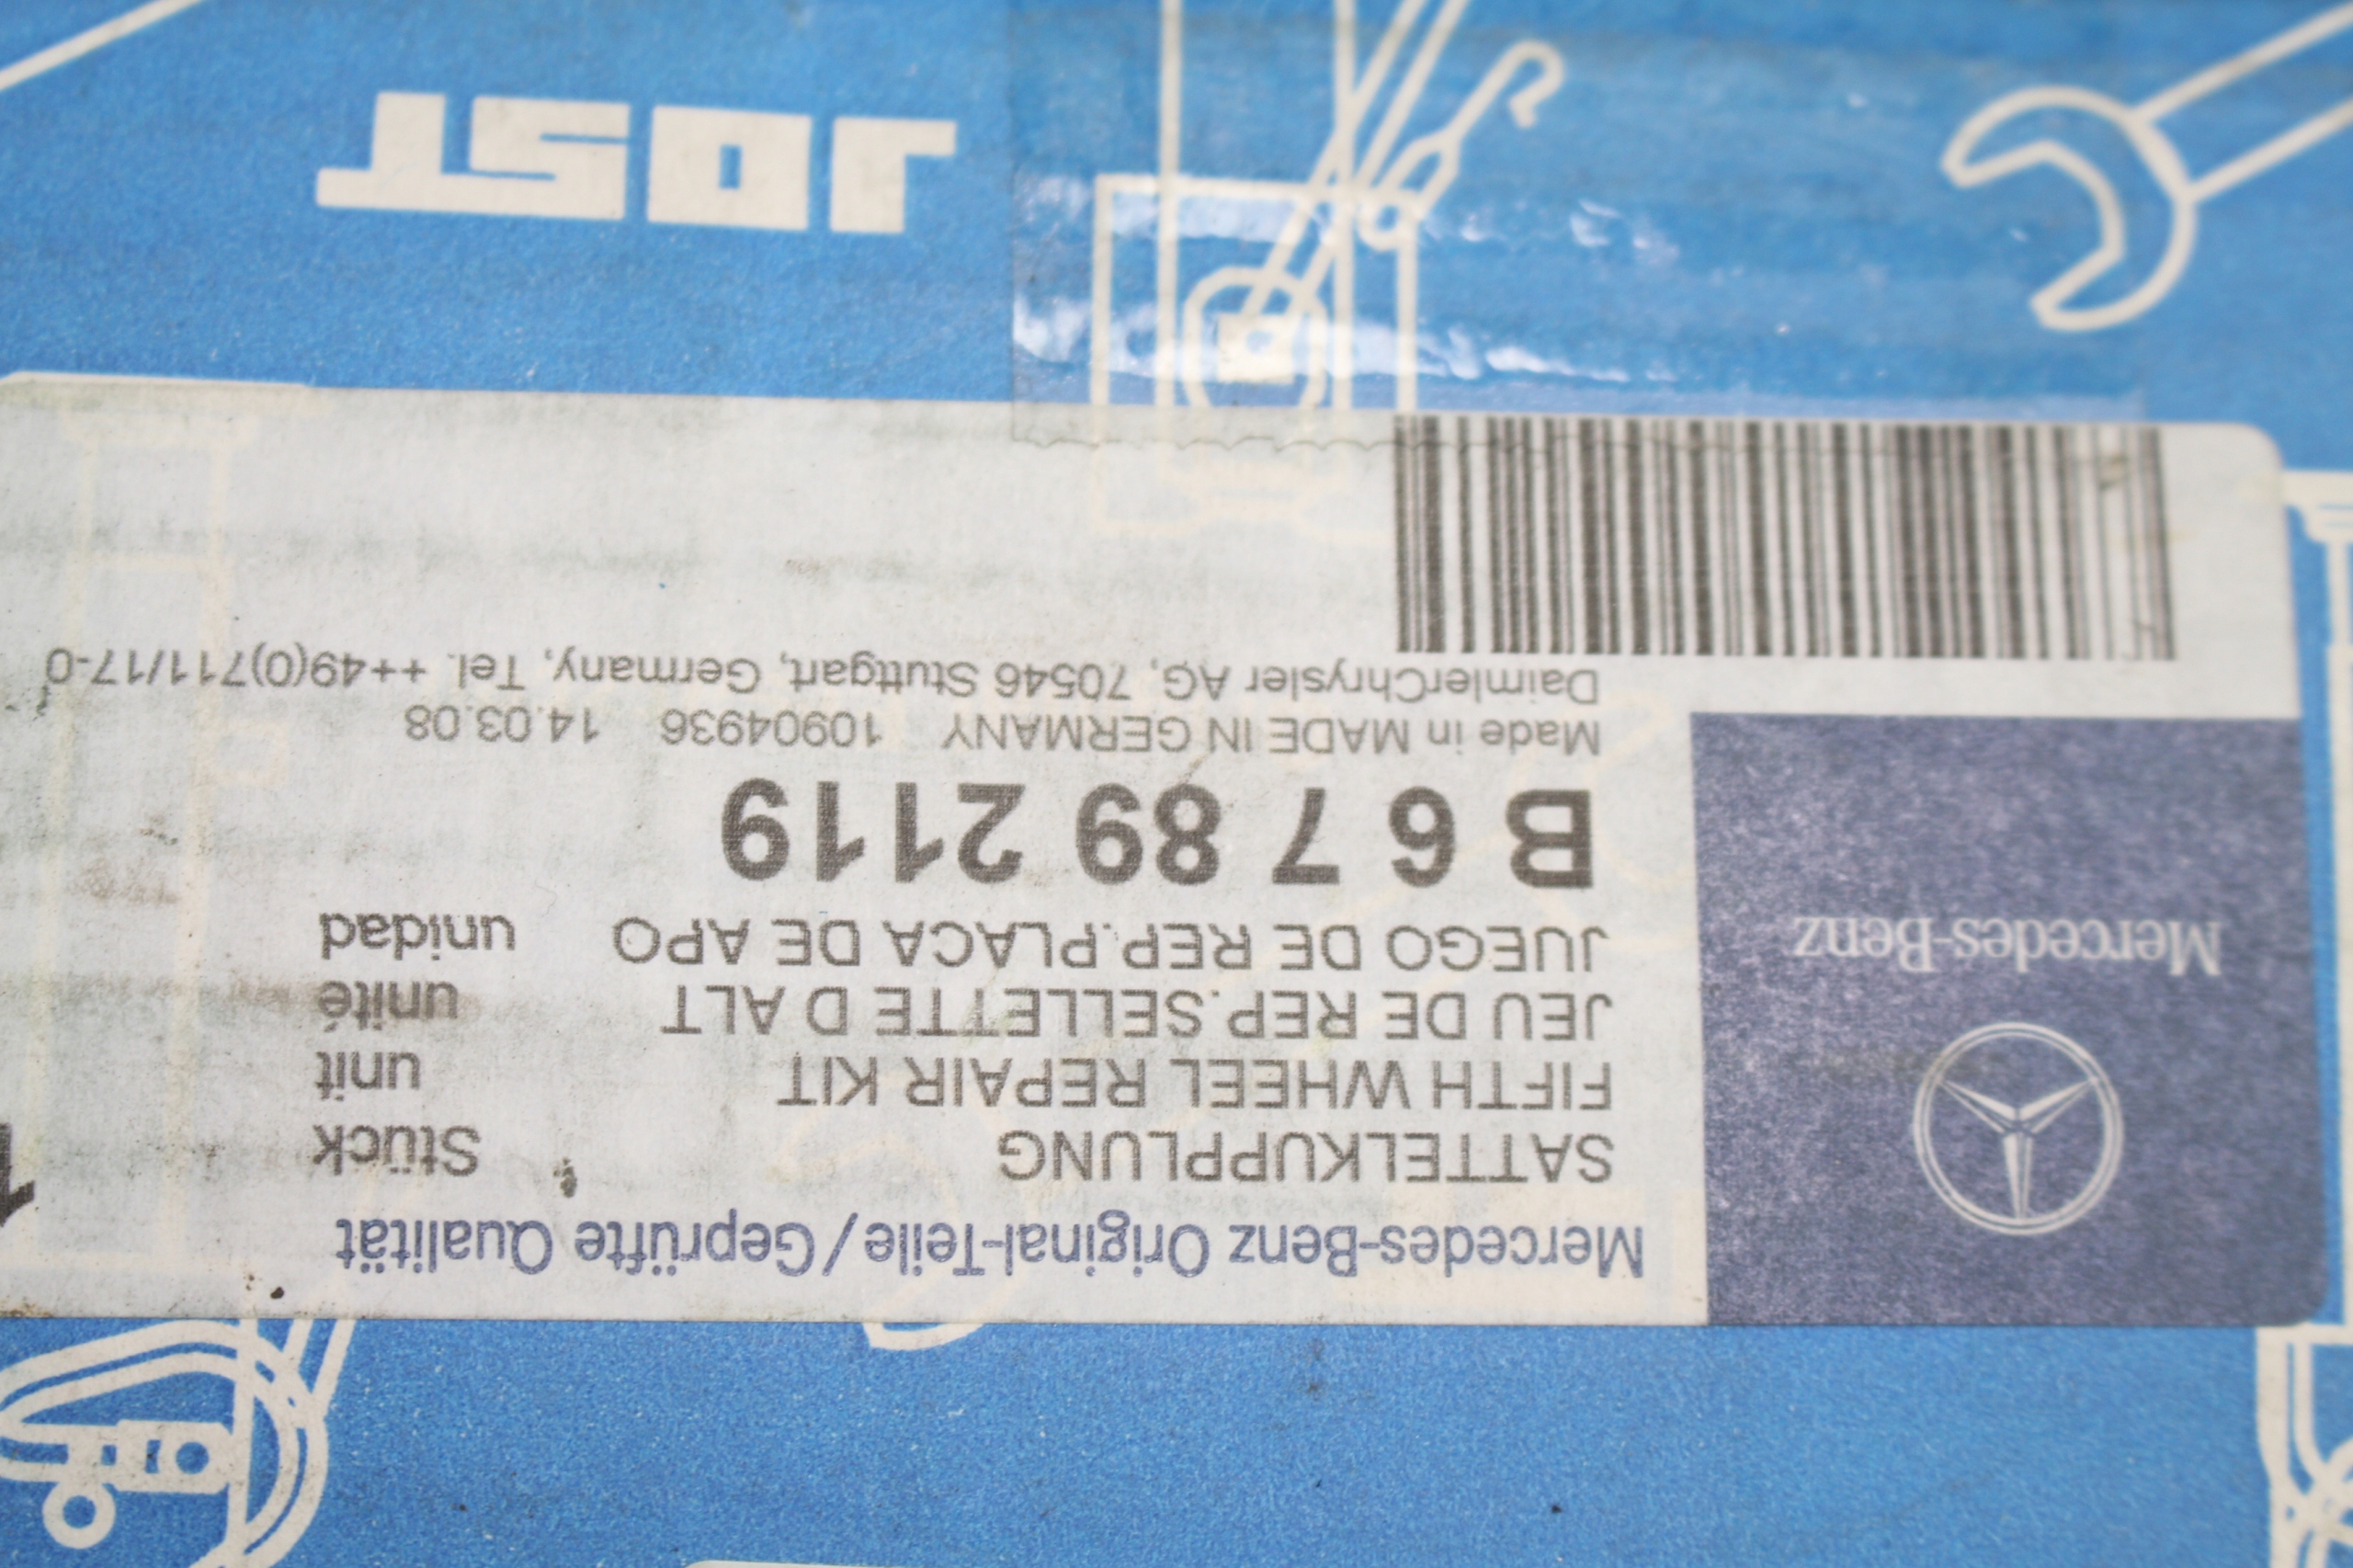 Mercedes-Benz Original-Teile/Geprüfte Qualität
Mercedes-Benz
SATTELKUPPLUNG Stück 1
FIFTH WHEEL REPAIR KIT unit
JEU DE REP.SELLETTE D ALT unité
JUEGO DE REP.PLACA DE APO unidad
B 6 7 89 2119
Made in MADE IN GERMANY 10904936 14.03.08
DaimlerChrysler AG, 70546 Stuttgart, Germany, Tel. ++49(0)711/17-0
JOST